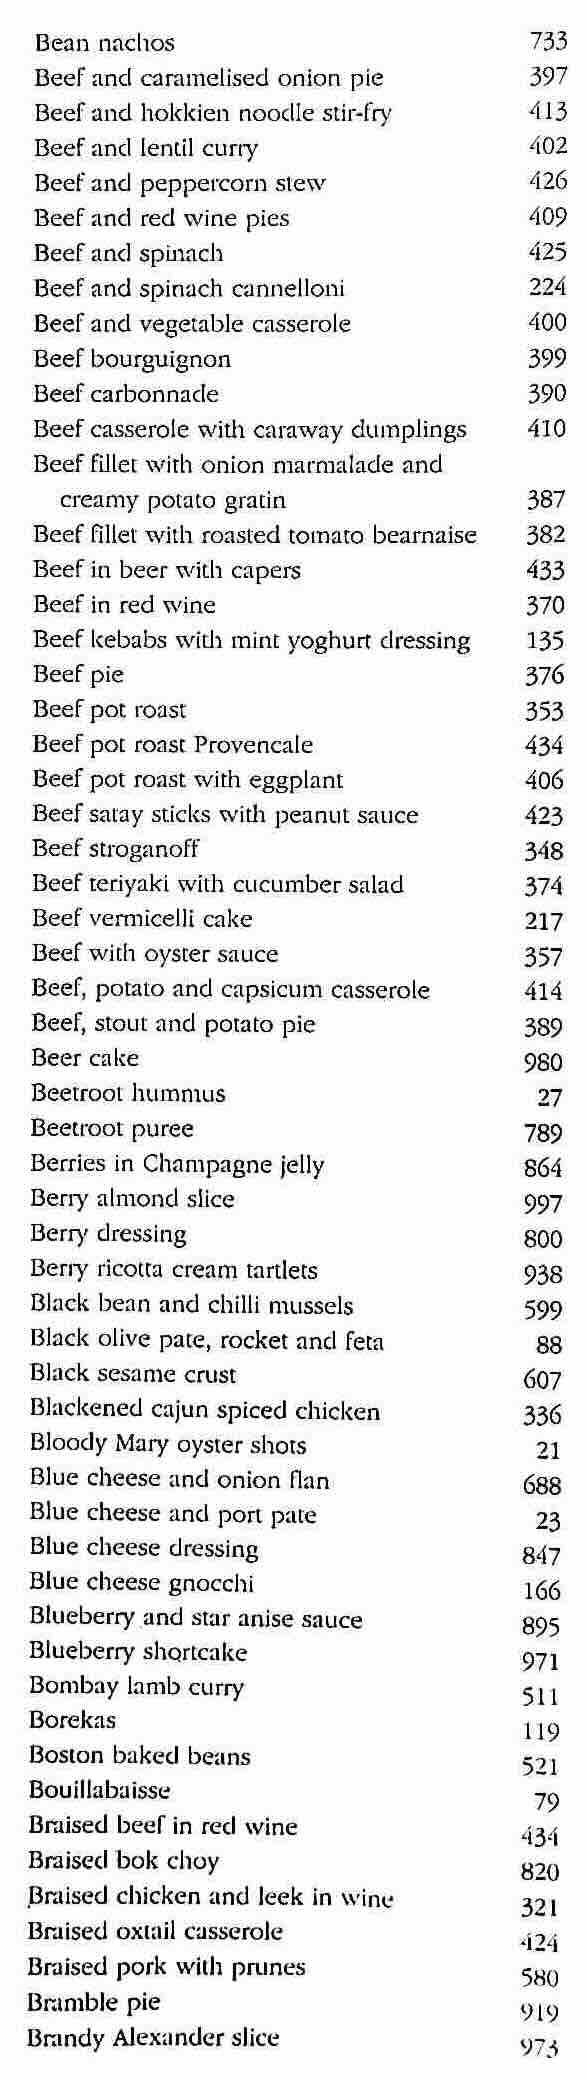 Bean nachos 733
Beef and caramelised onion pie 397
Beef and hokkien noodle stir-fry 413
Beef and lentil curry 402
Beef and peppercorn stew 426
Beef and red wine pies 409
Beef and spinach 425
Beef and spinach cannelloni 224
Beef and vegetable casserole 400
Beef bourguignon 399
Beef carbonnade 390
Beef casserole with caraway dumplings 410
Beef fillet with onion marmalade and
creamy potato gratin 387
Beef fillet with roasted tomato bearnaise 382
Beef in beer with capers 433
Beef in red wine 370
Beef kebabs with mint yoghurt dressing 135
Beef pie 376
Beef pot roast 353
Beef pot roast Provencale 434
Beef pot roast with eggplant 406
Beef satay sticks with peanut sauce 423
Beef stroganoff 348
Beef teriyaki with cucumber salad 374
Beef vermicelli cake 217
Beef with oyster sauce 357
Beef, potato and capsicum casserole 414
Beef, stout and potato pie 389
Beer cake 980
Beetroot hummus 27
Beetroot puree 789
Berries in Champagne jelly 864
Berry almond slice 997
Berry dressing 800
Berry ricotta cream tartlets 938
Black bean and chilli mussels 599
Black olive pate, rocket and feta 88
Black sesame crust 607
Blackened cajun spiced chicken 336
Bloody Mary oyster shots 21
Blue cheese and onion flan 688
Blue cheese and port pate 23
Blue cheese dressing 847
Blue cheese gnocchi 166
Blueberry and star anise sauce 895
Blueberry shortcake 971
Bombay lamb curry 511
Borekas 119
Boston baked beans 521
Bouillabaisse 79
Braised beef in red wine 434
Braised bok choy 820
Braised chicken and leek in wine 321
Braised oxtail casserole 424
Braised pork with prunes 580
Bramble pie 919
Brandy Alexander slice 973